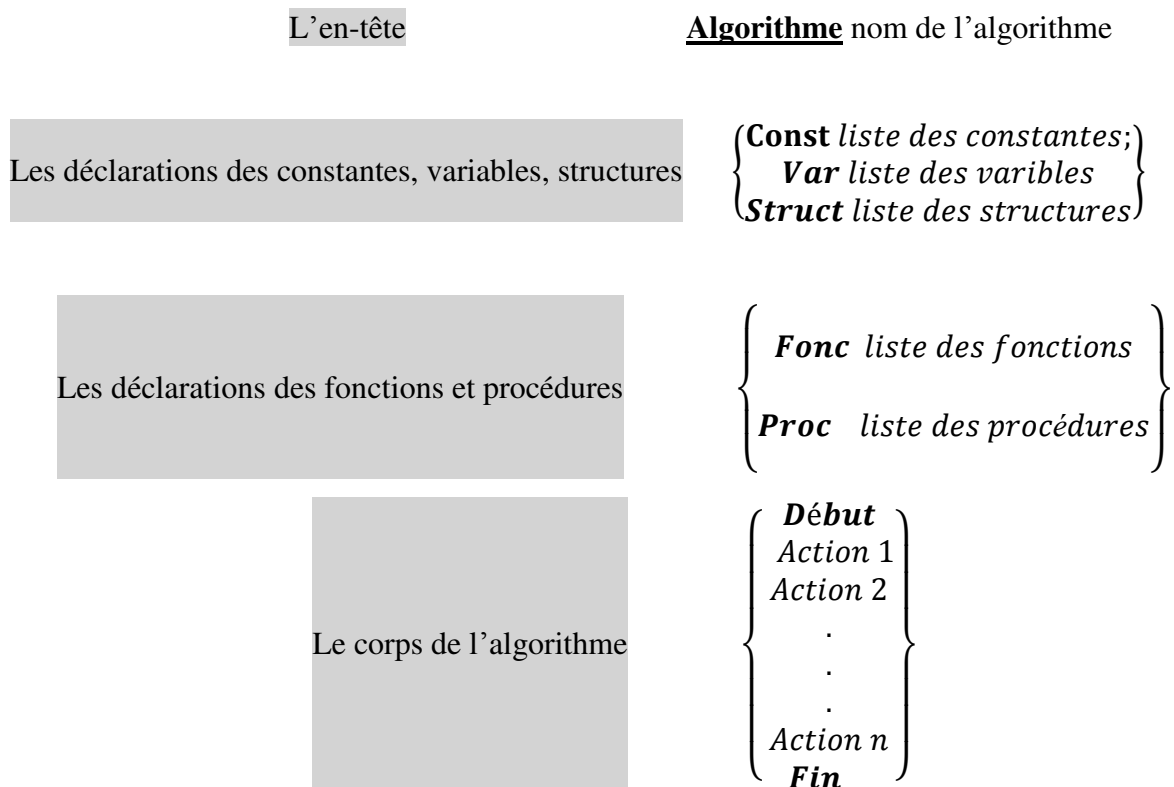 L'en-tête Algorithme nom de l'algorithme
Les déclarations des constantes, variables, structures
Const liste des constantes;
Var liste des varibles
Struct liste des structures
Les déclarations des fonctions et procédures
Fonc liste des fonctions
Proc liste des procédures
Le corps de l'algorithme
Début
Action 1
Action 2
.
.
.
Action n
Fin